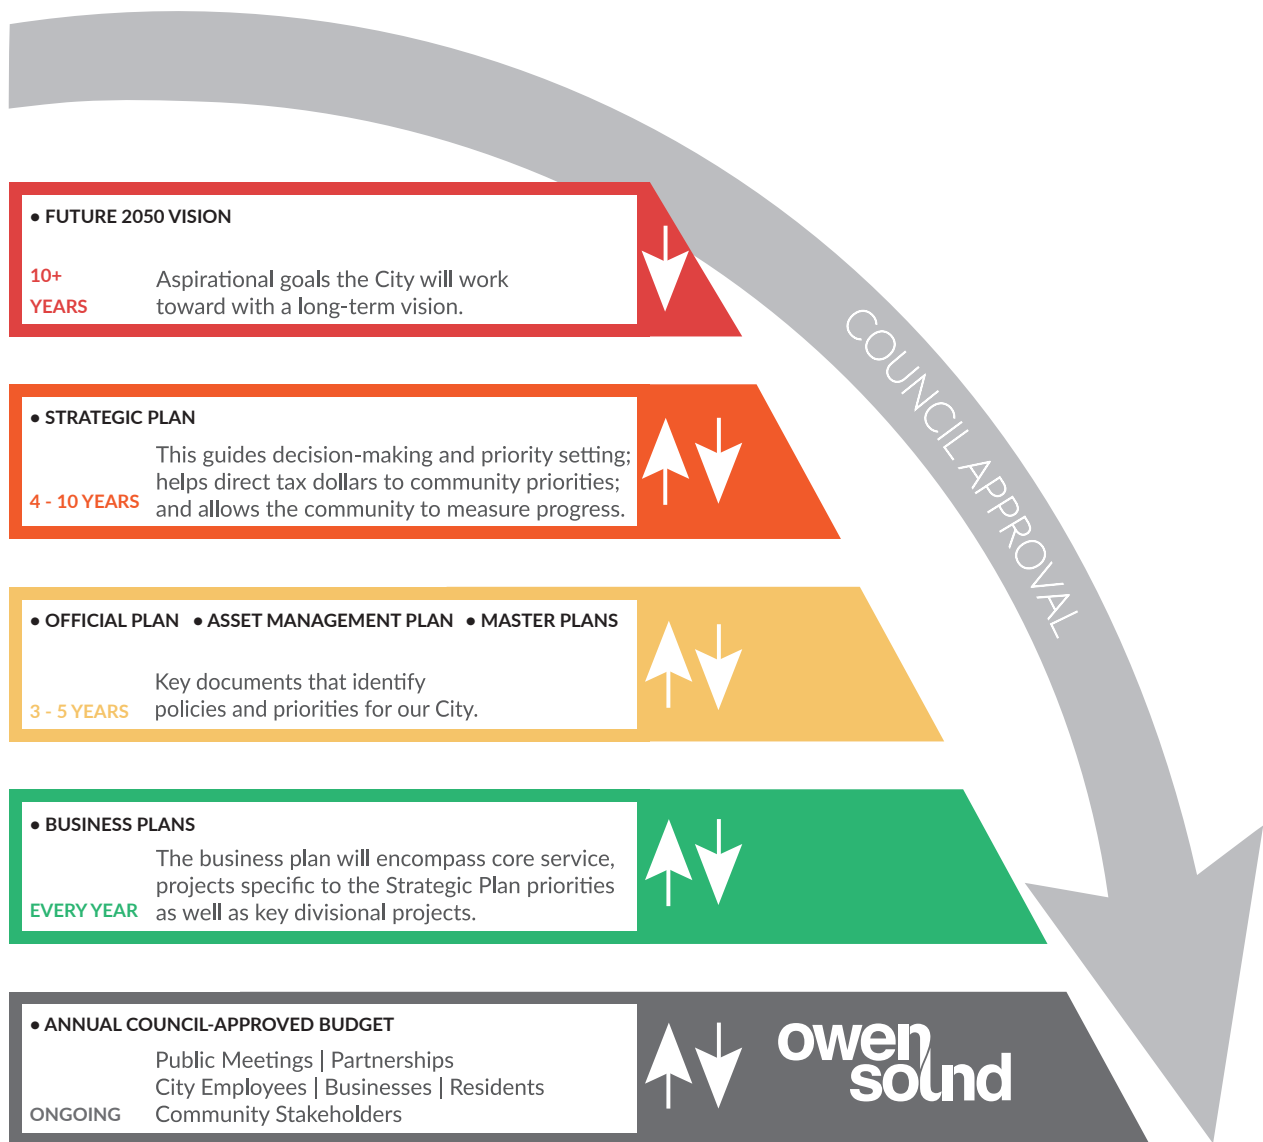 • FUTURE 2050 VISION
10+
YEARS
Aspirational goals the City will work
toward with a long-term vision.
• STRATEGIC PLAN
4 - 10 YEARS
This guides decision-making and priority setting;
helps direct tax dollars to community priorities;
and allows the community to measure progress.
• OFFICIAL PLAN • ASSET MANAGEMENT PLAN • MASTER PLANS
3 - 5 YEARS
Key documents that identify
policies and priorities for our City.
• BUSINESS PLANS
EVERY YEAR
The business plan will encompass core service,
projects specific to the Strategic Plan priorities
as well as key divisional projects.
• ANNUAL COUNCIL-APPROVED BUDGET
ONGOING
Public Meetings | Partnerships
City Employees | Businesses | Residents
Community Stakeholders
owen
sound
COUNCIL APPROVAL